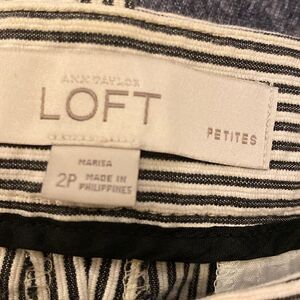 ANN TAYLOR
LOFT
PETITES
MARISA
2P MADE IN
PHILIPPINES